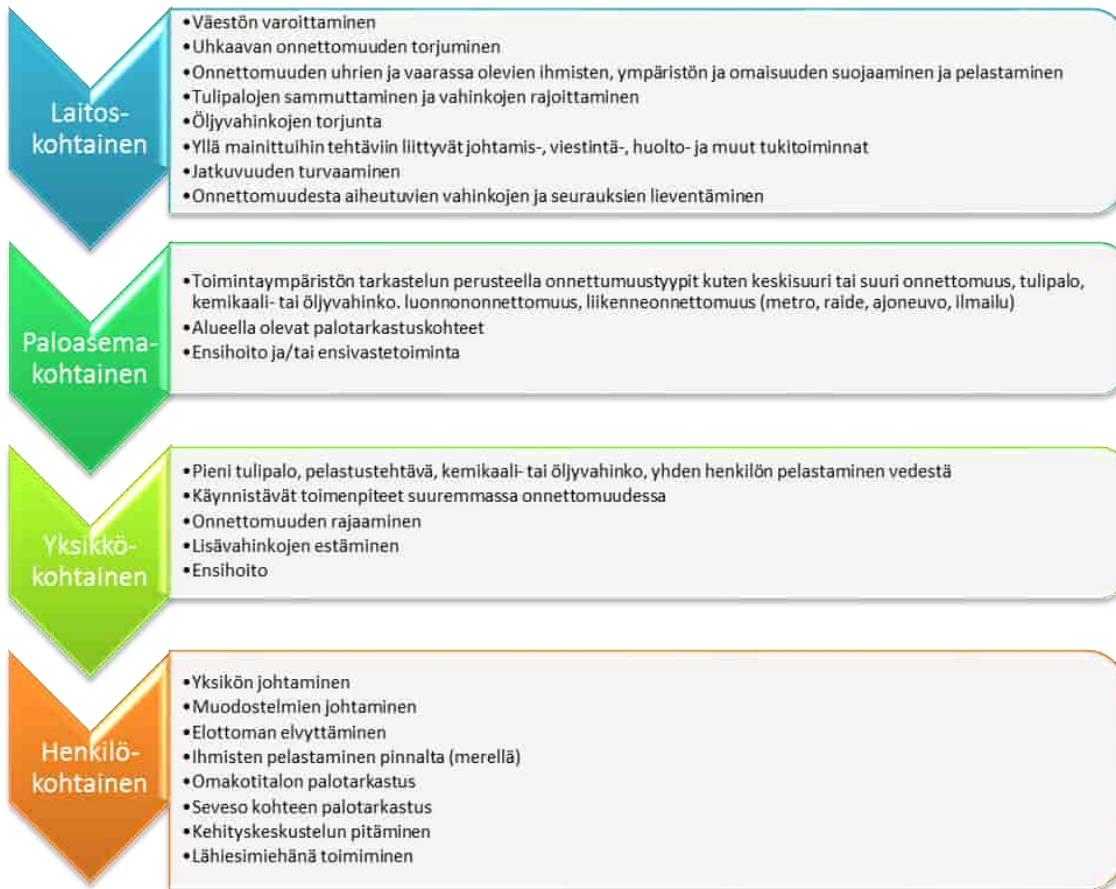 Laitos-
kohtainen
•Väestön varoittaminen
•Uhkaavan onnettomuuden torjuminen
•Onnettomuuden uhrien ja vaarassa olevien ihmisten, ympäristön ja omaisuuden suojaaminen ja pelastaminen
•Tulipalojen sammuttaminen ja vahinkojen rajoittaminen
•Öljyvahinkojen torjunta
•Yllä mainittuihin tehtäviin liittyvät johtamis-, viestintä-, huolto- ja muut tukitoiminnat
•Jatkuvuuden turvaaminen
•Onnettomuudesta aiheutuvien vahinkojen ja seurauksien lieventäminen
Paloasema-
kohtainen
•Toimintaympäristön tarkastelun perusteella onnettumuustyypit kuten keskisuuri tai suuri onnettomuus, tulipalo,
kemikaali- tai öljyvahinko. luonnononnettomuus, liikenneonnettomuus (metro, raide, ajoneuvo, ilmailu)
•Alueella olevat palotarkastuskohteet
•Ensihoito ja/tai ensivastetoiminta
Yksikkö-
kohtainen
•Pieni tulipalo, pelastustehtävä, kemikaali- tai öljyvahinko, yhden henkilön pelastaminen vedestä
•Käynnistävät toimenpiteet suuremmassa onnettomuudessa
•Onnettomuuden rajaaminen
•Lisävahinkojen estäminen
•Ensihoito
Henkilö-
kohtainen
•Yksikön johtaminen
•Muodostelmien johtaminen
•Elottoman elvyttäminen
•Ihmisten pelastaminen pinnalta (merellä)
•Omakotitalon palotarkastus
•Seveso kohteen palotarkastus
•Kehityskeskustelun pitäminen
•Lähiesimiehänä toimiminen